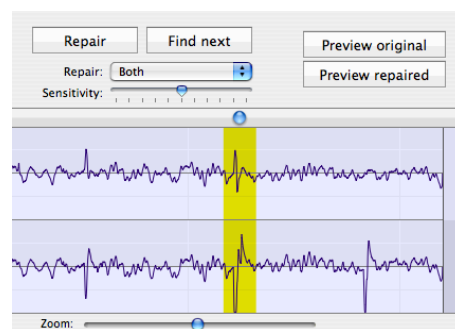 Repair Find next
Preview original
Repair: Both
Preview repaired
Sensitivity:
Zoom: